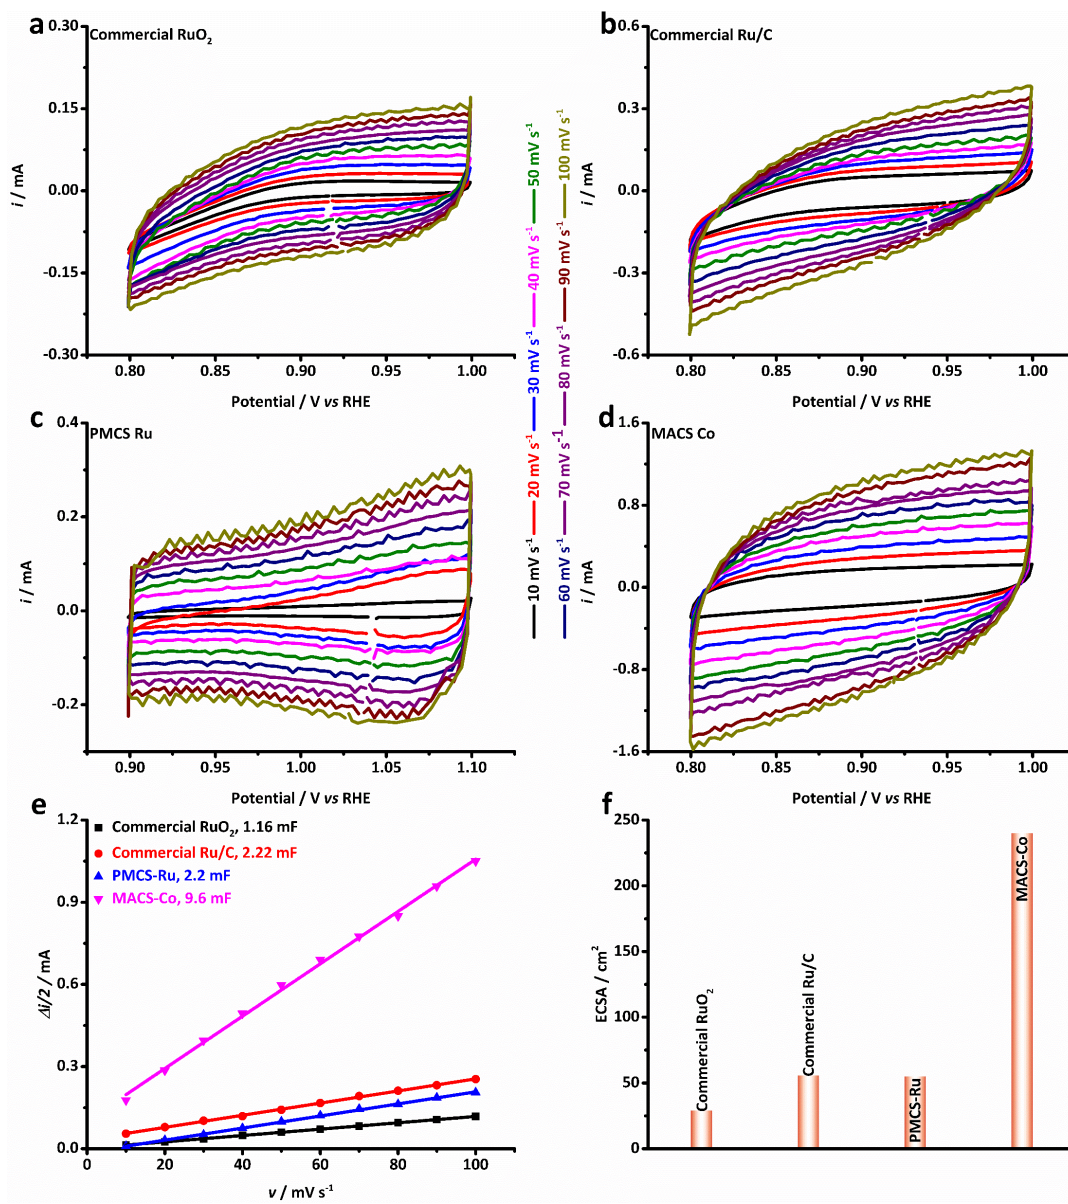 a
Commercial RuO2
0.30
0.15
0.00
-0.15
-0.30
i / mA
0.80 0.85 0.90 0.95 1.00
Potential / V vs RHE
b
Commercial Ru/C
0.6
0.3
0.0
-0.3
-0.6
i / mA
0.80 0.85 0.90 0.95 1.00
Potential / V vs RHE
10 mV s-1 20 mV s-1 30 mV s-1 40 mV s-1 50 mV s-1
60 mV s-1 70 mV s-1 80 mV s-1 90 mV s-1 100 mV s-1
c
PMCS Ru
0.4
0.2
0.0
-0.2
i / mA
0.90 0.95 1.00 1.05 1.10
Potential / V vs RHE
d
MACS Co
1.6
0.8
0.0
-0.8
-1.6
i / mA
0.80 0.85 0.90 0.95 1.00
Potential / V vs RHE
e
Commercial RuO2, 1.16 mF
Commercial Ru/C, 2.22 mF
PMCS-Ru, 2.2 mF
MACS-Co, 9.6 mF
1.2
0.9
0.6
0.3
0.0
Δi/2 / mA
0 20 40 60 80 100
v / mV s-1
f
250
200
150
100
50
0
ECSA / cm2
Commercial RuO2
Commercial Ru/C
PMCS-Ru
MACS-Co